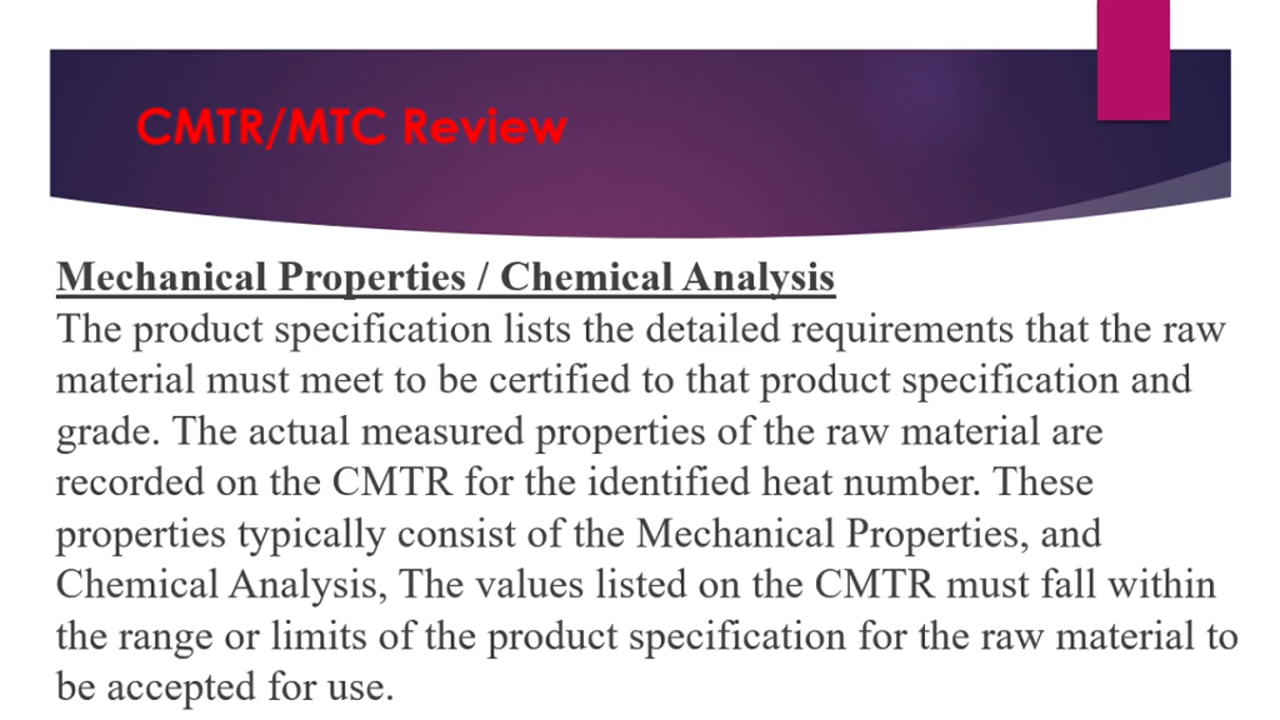 CMTR/MTC Review
Mechanical Properties / Chemical Analysis
The product specification lists the detailed requirements that the raw
material must meet to be certified to that product specification and
grade. The actual measured properties of the raw material are
recorded on the CMTR for the identified heat number. These
properties typically consist of the Mechanical Properties, and
Chemical Analysis, The values listed on the CMTR must fall within
the range or limits of the product specification for the raw material to
be accepted for use.